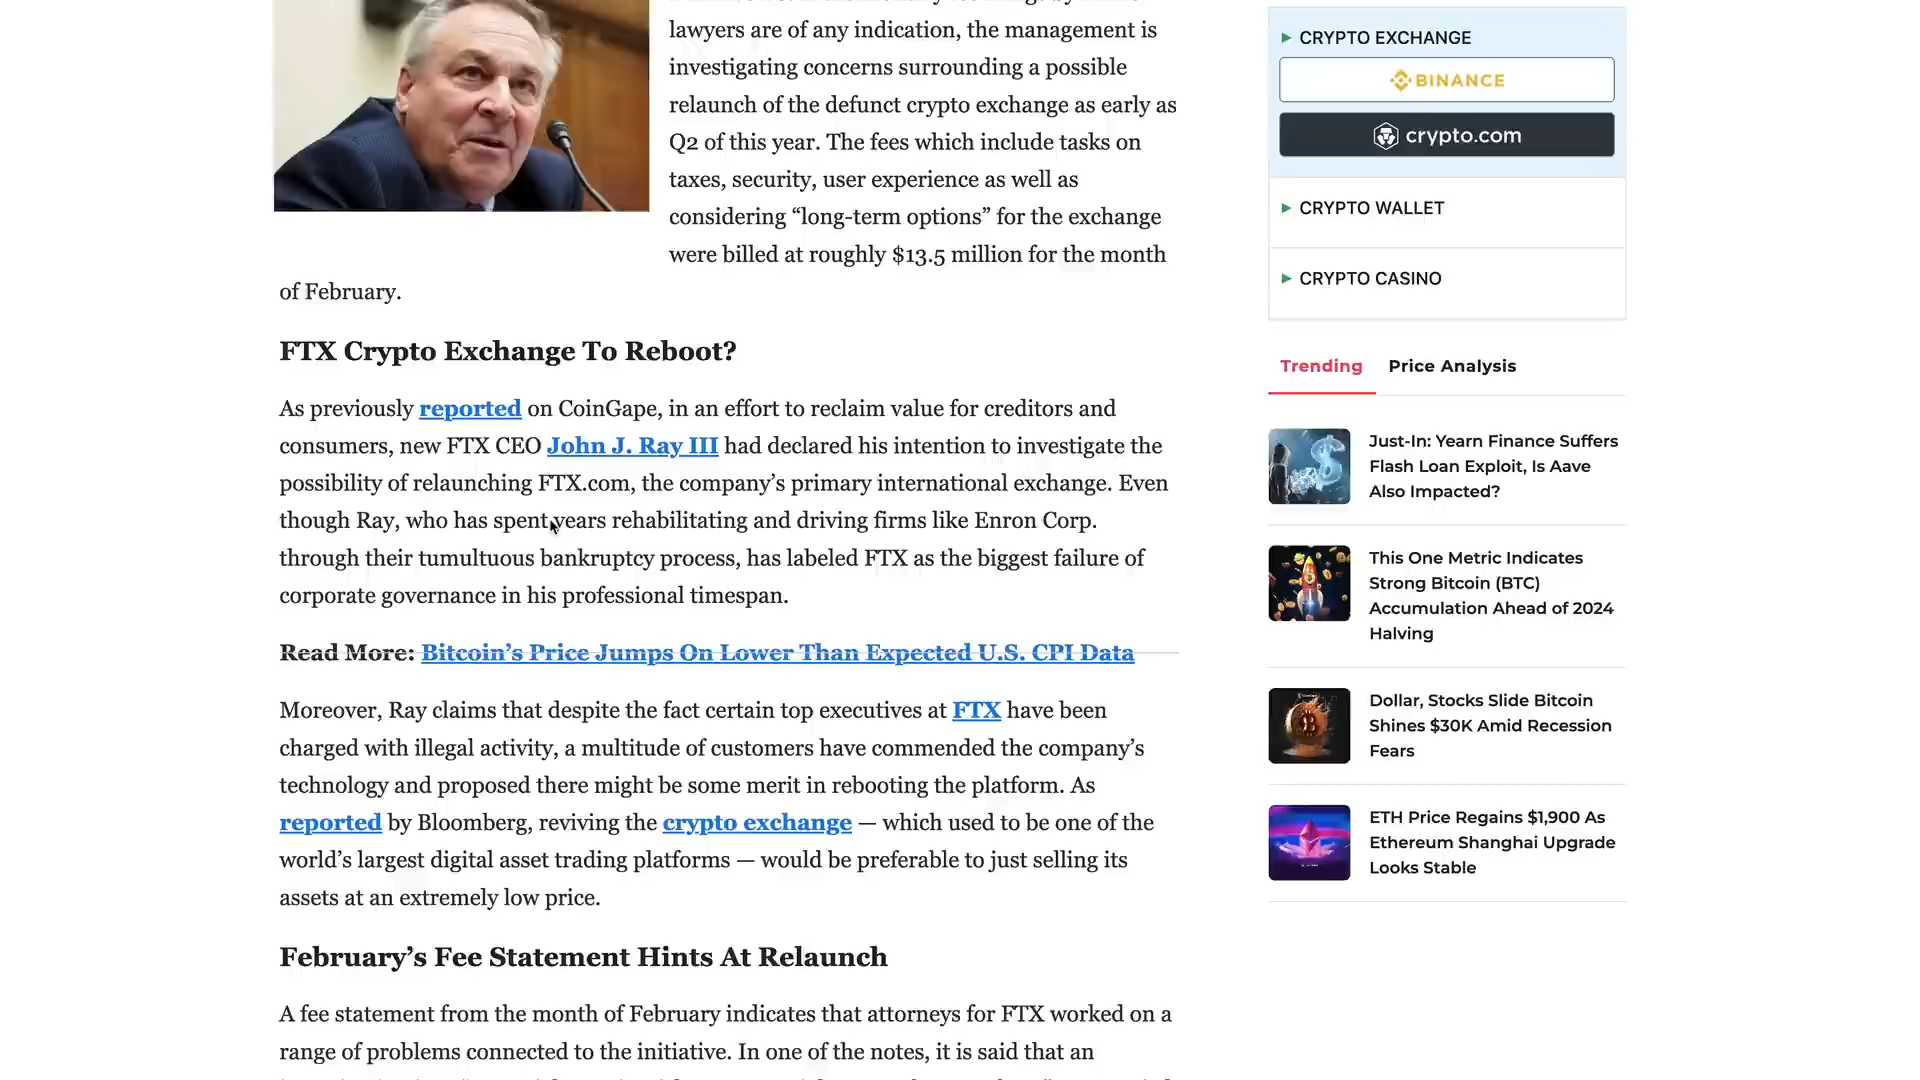 lawyers are of any indication, the management is
investigating concerns surrounding a possible
relaunch of the defunct crypto exchange as early as
Q2 of this year. The fees which include tasks on
taxes, security, user experience as well as
considering “long-term options” for the exchange
were billed at roughly $13.5 million for the month
of February.
FTX Crypto Exchange To Reboot?
As previously reported on CoinGape, in an effort to reclaim value for creditors and
consumers, new FTX CEO John J. Ray III had declared his intention to investigate the
possibility of relaunching FTX.com, the company’s primary international exchange. Even
though Ray, who has spent years rehabilitating and driving firms like Enron Corp.
through their tumultuous bankruptcy process, has labeled FTX as the biggest failure of
corporate governance in his professional timespan.
Read More: Bitcoin’s Price Jumps On Lower Than Expected U.S. CPI Data
Moreover, Ray claims that despite the fact certain top executives at FTX have been
charged with illegal activity, a multitude of customers have commended the company’s
technology and proposed there might be some merit in rebooting the platform. As
reported by Bloomberg, reviving the crypto exchange — which used to be one of the
world’s largest digital asset trading platforms — would be preferable to just selling its
assets at an extremely low price.
February’s Fee Statement Hints At Relaunch
A fee statement from the month of February indicates that attorneys for FTX worked on a
range of problems connected to the initiative. In one of the notes, it is said that an
CRYPTO EXCHANGE
BINANCE
crypto.com
CRYPTO WALLET
CRYPTO CASINO
Trending Price Analysis
Just-In: Yearn Finance Suffers
Flash Loan Exploit, Is Aave
Also Impacted?
This One Metric Indicates
Strong Bitcoin (BTC)
Accumulation Ahead of 2024
Halving
Dollar, Stocks Slide Bitcoin
Shines $30K Amid Recession
Fears
ETH Price Regains $1,900 As
Ethereum Shanghai Upgrade
Looks Stable